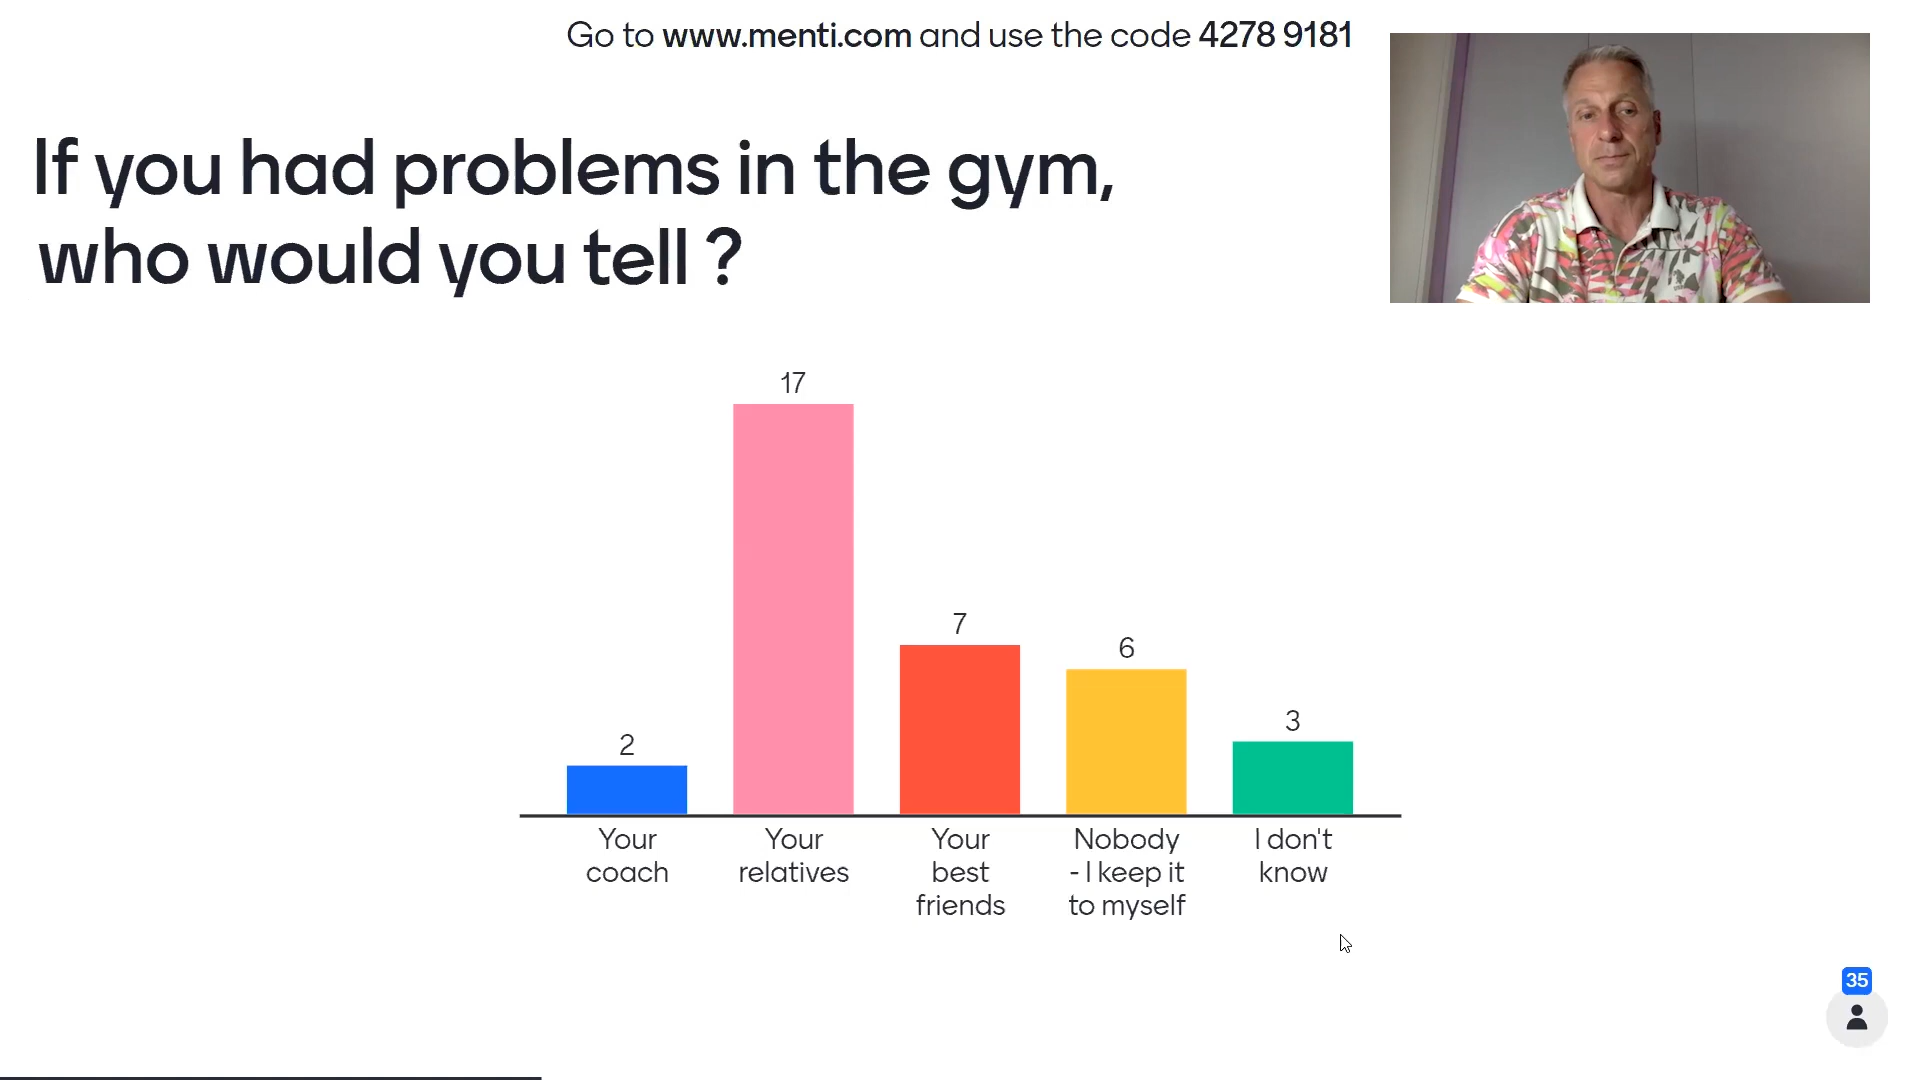 Go to www.menti.com and use the code 4278 9181
If you had problems in the gym,
who would you tell ?
17
7
6
3
2
Your
coach
Your
relatives
Your
best
friends
Nobody
- I keep it
to myself
I don't
know
35